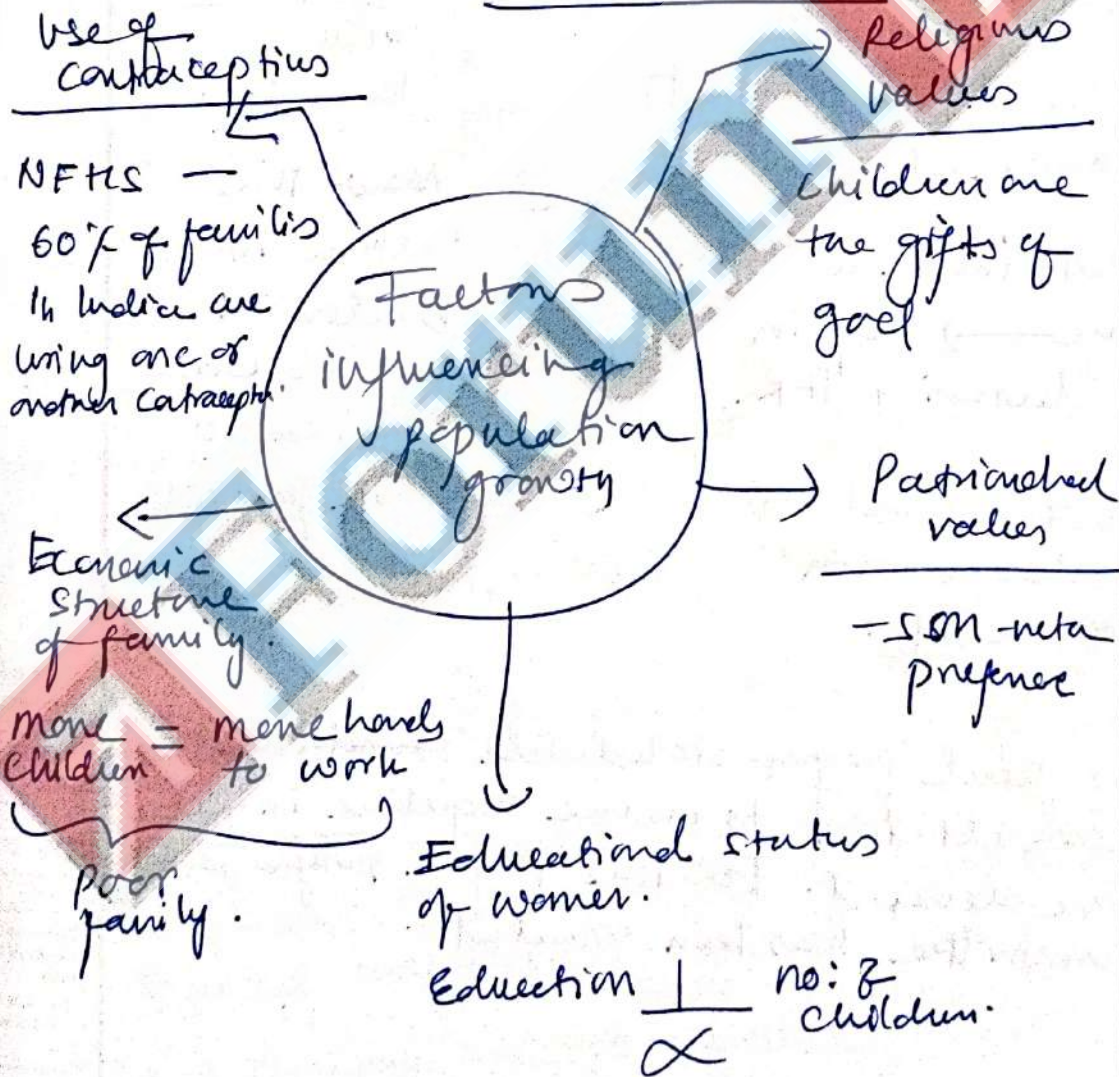 Use of
contraceptives
NFHS —
60% of families
in India are
using one or
another contraceptn.
Religious
values
children are
the gifts of
god
Factors
influencing
population
growth
Patriarchal
values
- son-meta
preference
Economic
structure
of family.
more = more hands
children to work
poor
family.
Educational status
of women.
Education 1/∝ no: of
children.
Forum